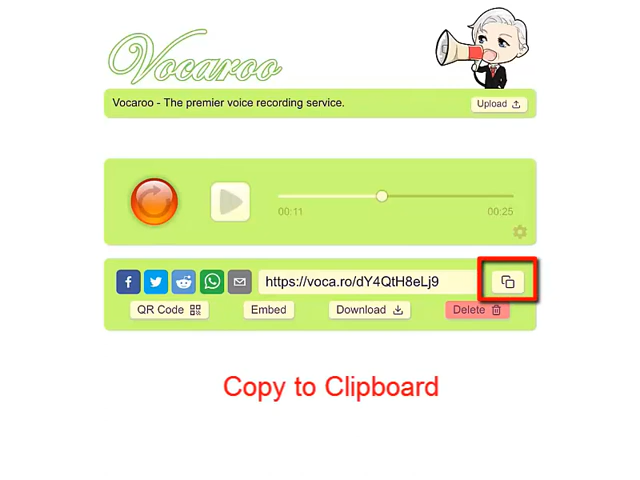 Vocaroo
Vocaroo - The premier voice recording service.
Upload
00:11
00:25
https://voca.ro/dY4QtH8eLj9
QR Code
Embed
Download
Delete
Copy to Clipboard